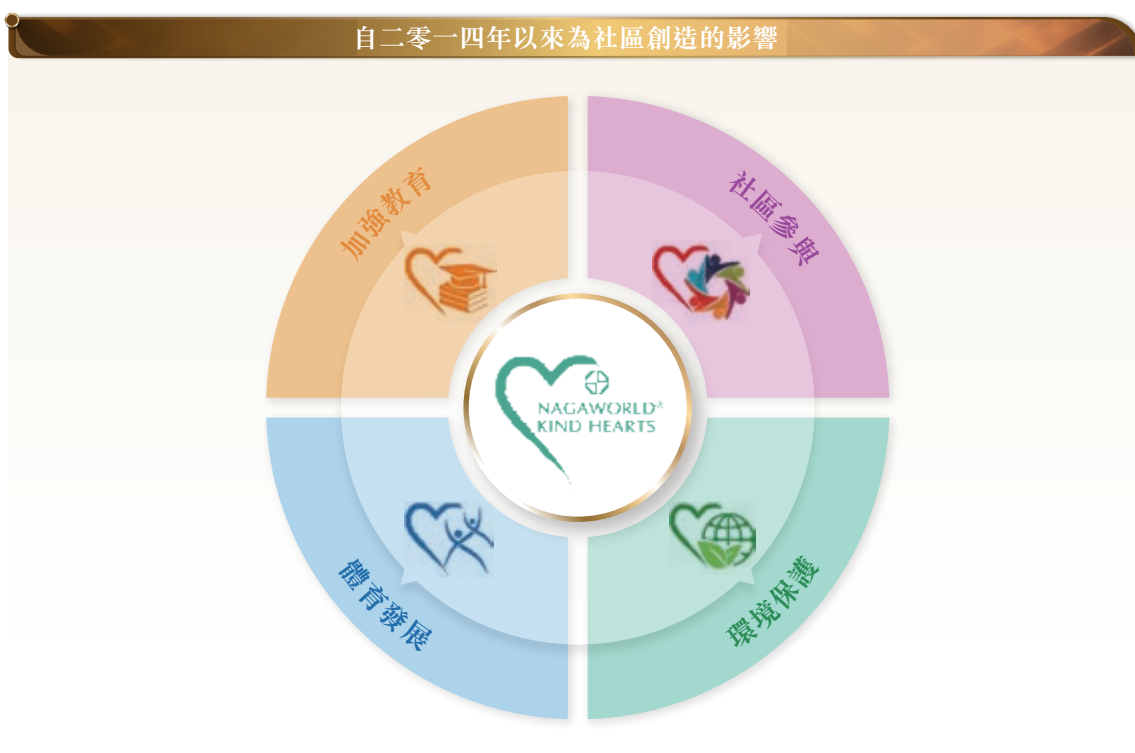 自二零一四年以來為社區創造的影響
加強教育
社區參與
NAGAWORLD
KIND HEARTS
體育發展
環境保護